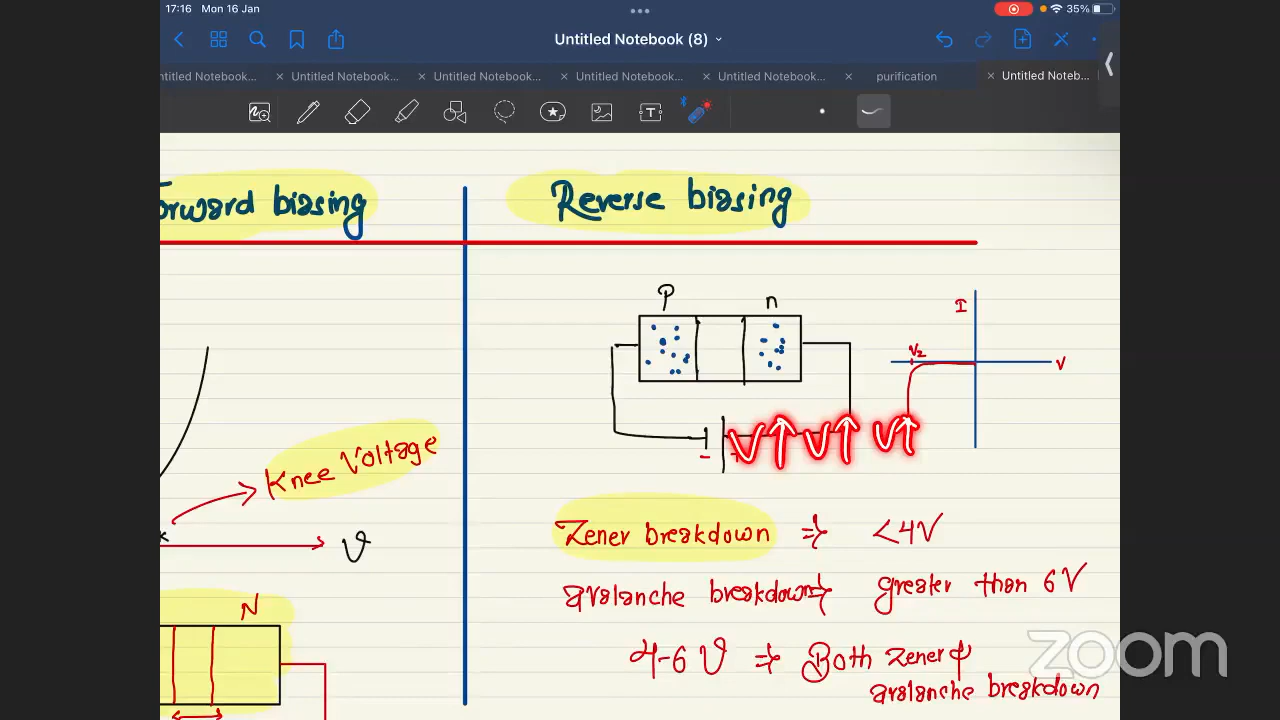 17:16 Mon 16 Jan
35%
Untitled Notebook (8)
ntitled Notebook...
Untitled Notebook...
Untitled Notebook...
Untitled Notebook...
Untitled Notebook...
purification
Untitled Noteb...
orward biasing
Reverse biasing
P
n
I
V
V2
-
+
V↑ V↑ V↑
Knee Voltage
V
N
Zener breakdown ⇒ <4V
avalanche breakdown ⇒ greater than 6V
4-6 V ⇒ Both zener &
avalanche breakdown
zoom